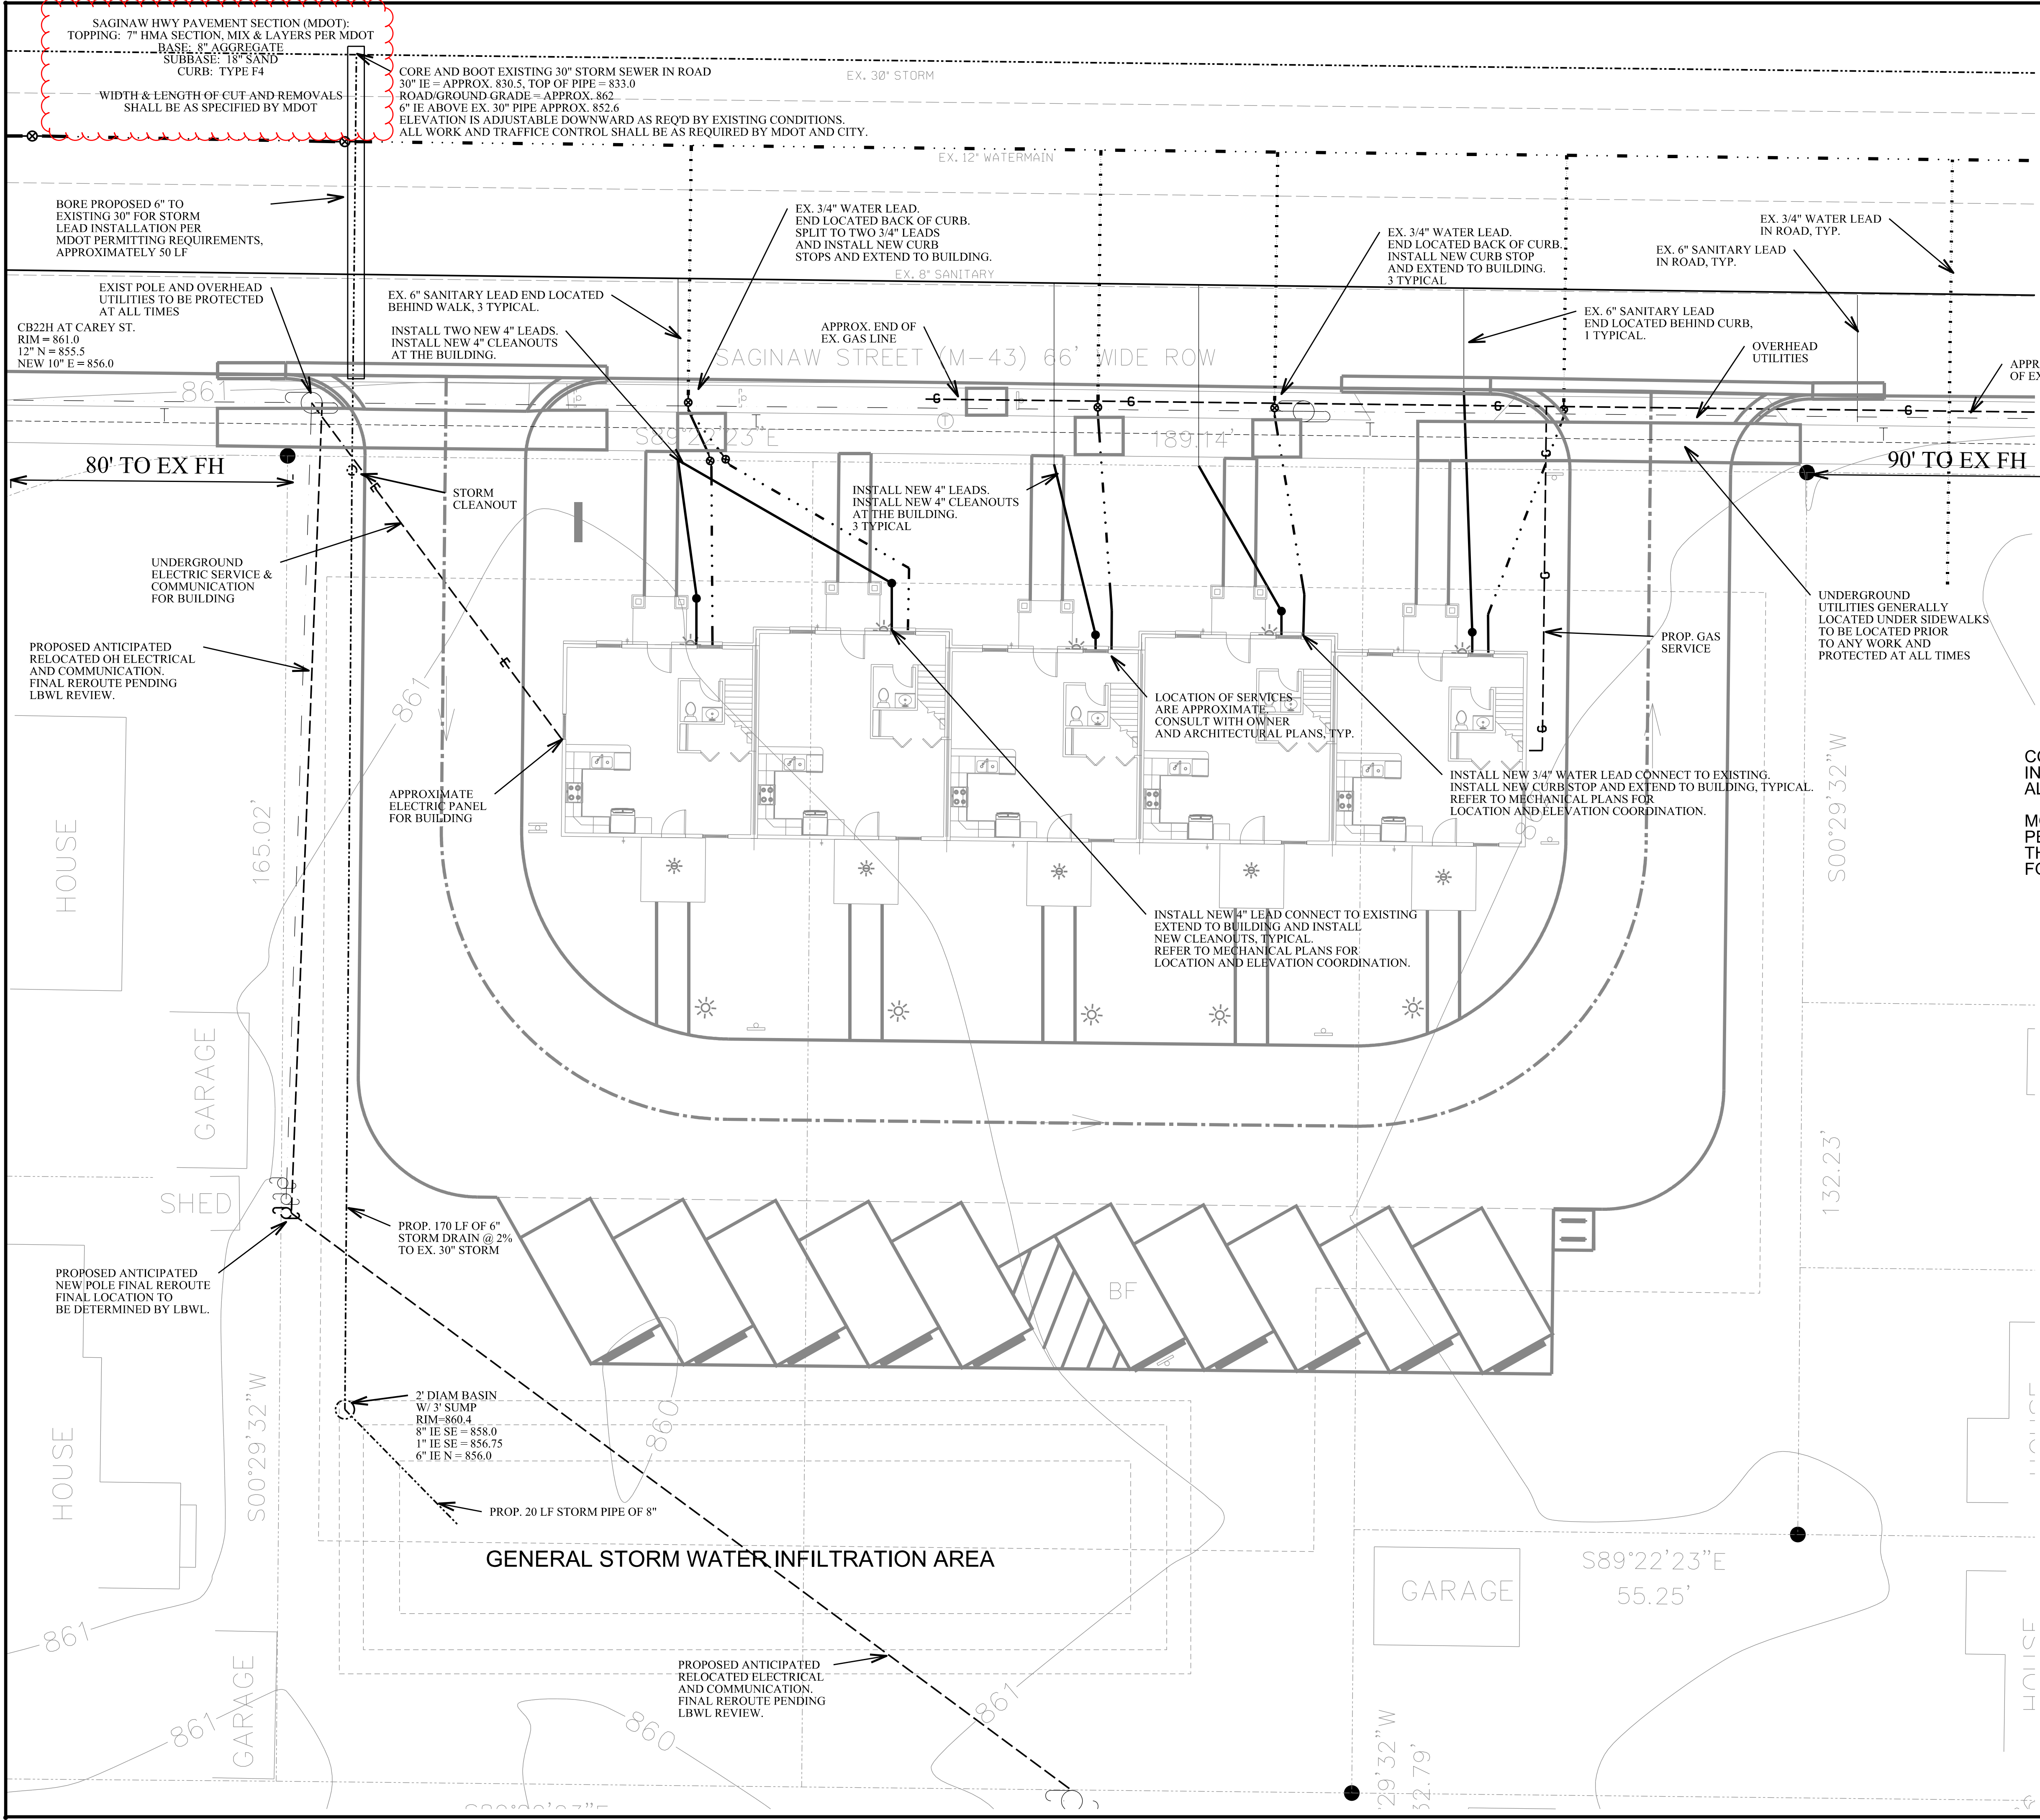 SAGINAW HWY PAVEMENT SECTION (MDOT):
TOPPING: 7" HMA SECTION, MIX & LAYERS PER MDOT
BASE: 8" AGGREGATE
SUBBASE: 18" SAND
CURB: TYPE F4
WIDTH & LENGTH OF CUT AND REMOVALS
SHALL BE AS SPECIFIED BY MDOT
CORE AND BOOT EXISTING 30" STORM SEWER IN ROAD
30" IE = APPROX. 830.5, TOP OF PIPE = 833.0
ROAD/GROUND GRADE = APPROX. 862
6" IE ABOVE EX. 30" PIPE APPROX. 852.6
ELEVATION IS ADJUSTABLE DOWNWARD AS REQ'D BY EXISTING CONDITIONS.
ALL WORK AND TRAFFICE CONTROL SHALL BE AS REQUIRED BY MDOT AND CITY.
EX. 30" STORM
EX. 12" WATERMAIN
BORE PROPOSED 6" TO
EXISTING 30" FOR STORM
LEAD INSTALLATION PER
MDOT PERMITTING REQUIREMENTS,
APPROXIMATELY 50 LF
EX. 3/4" WATER LEAD.
END LOCATED BACK OF CURB.
SPLIT TO TWO 3/4" LEADS
AND INSTALL NEW CURB
STOPS AND EXTEND TO BUILDING.
EX. 3/4" WATER LEAD.
END LOCATED BACK OF CURB.
INSTALL NEW CURB STOP
AND EXTEND TO BUILDING.
3 TYPICAL
EX. 3/4" WATER LEAD
IN ROAD, TYP.
EX. 6" SANITARY LEAD
IN ROAD, TYP.
EX. 8" SANITARY
EXIST POLE AND OVERHEAD
UTILITIES TO BE PROTECTED
AT ALL TIMES
CB22H AT CAREY ST.
RIM = 861.0
12" N = 855.5
NEW 10" E = 856.0
EX. 6" SANITARY LEAD END LOCATED
BEHIND WALK, 3 TYPICAL.
INSTALL TWO NEW 4" LEADS.
INSTALL NEW 4" CLEANOUTS
AT THE BUILDING.
APPROX. END OF
EX. GAS LINE
EX. 6" SANITARY LEAD
END LOCATED BEHIND CURB,
1 TYPICAL.
OVERHEAD
UTILITIES
APPR
OF EX
SAGINAW STREET (M-43) 66' WIDE ROW
861
G
G
G
G
G
T
S89°22'23"E
189.14'
80' TO EX FH
90' TO EX FH
STORM
CLEANOUT
INSTALL NEW 4" LEADS.
INSTALL NEW 4" CLEANOUTS
AT THE BUILDING.
3 TYPICAL
G
E
UNDERGROUND
ELECTRIC SERVICE &
COMMUNICATION
FOR BUILDING
G
E
UNDERGROUND
UTILITIES GENERALLY
LOCATED UNDER SIDEWALKS
TO BE LOCATED PRIOR
TO ANY WORK AND
PROTECTED AT ALL TIMES
PROP. GAS
SERVICE
PROPOSED ANTICIPATED
RELOCATED OH ELECTRICAL
AND COMMUNICATION.
FINAL REROUTE PENDING
LBWL REVIEW.
861
LOCATION OF SERVICES
ARE APPROXIMATE.
CONSULT WITH OWNER
AND ARCHITECTURAL PLANS, TYP.
G
APPROXIMATE
ELECTRIC PANEL
FOR BUILDING
INSTALL NEW 3/4" WATER LEAD CONNECT TO EXISTING.
INSTALL NEW CURB STOP AND EXTEND TO BUILDING, TYPICAL.
REFER TO MECHANICAL PLANS FOR
LOCATION AND ELEVATION COORDINATION.
CO
IN
AL
MO
PE
TH
FO
HOUSE
165.02'
S00°29'32"W
INSTALL NEW 4" LEAD CONNECT TO EXISTING
EXTEND TO BUILDING AND INSTALL
NEW CLEANOUTS, TYPICAL.
REFER TO MECHANICAL PLANS FOR
LOCATION AND ELEVATION COORDINATION.
GARAGE
SHED
132.23'
PROP. 170 LF OF 6"
STORM DRAIN @ 2%
TO EX. 30" STORM
PROPOSED ANTICIPATED
NEW POLE FINAL REROUTE
FINAL LOCATION TO
BE DETERMINED BY LBWL.
BF
2' DIAM BASIN
W/ 3' SUMP
RIM=860.4
8" IE SE = 858.0
1" IE SE = 856.75
6" IE N = 856.0
860
HOUSE
S00°29'32"W
PROP. 20 LF STORM PIPE OF 8"
GENERAL STORM WATER INFILTRATION AREA
S89°22'23"E
55.25'
GARAGE
861
PROPOSED ANTICIPATED
RELOCATED ELECTRICAL
AND COMMUNICATION.
FINAL REROUTE PENDING
LBWL REVIEW.
861
GARAGE
860
861
29'32"W
32.79'
HOUSE